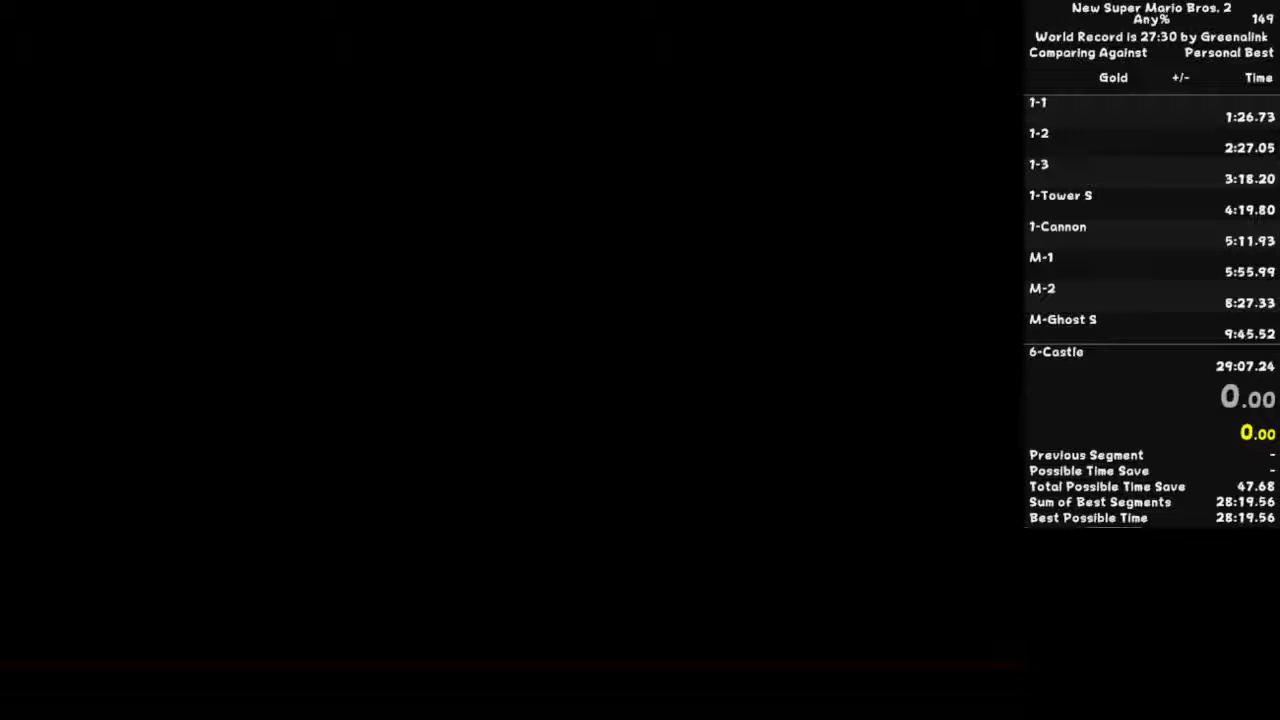 New Super Mario Bros. 2
Any% 149
World Record is 27:30 by Greenalink
Comparing Against Personal Best
Gold +/- Time
1-1
1:26.73
1-2
2:27.05
1-3
3:18.20
1-Tower S
4:19.80
1-Cannon
5:11.93
M-1
5:55.99
M-2
8:27.33
M-Ghost S
9:45.52
6-Castle
29:07.24
0.00
0.00
Previous Segment -
Possible Time Save -
Total Possible Time Save 47.68
Sum of Best Segments 28:19.56
Best Possible Time 28:19.56